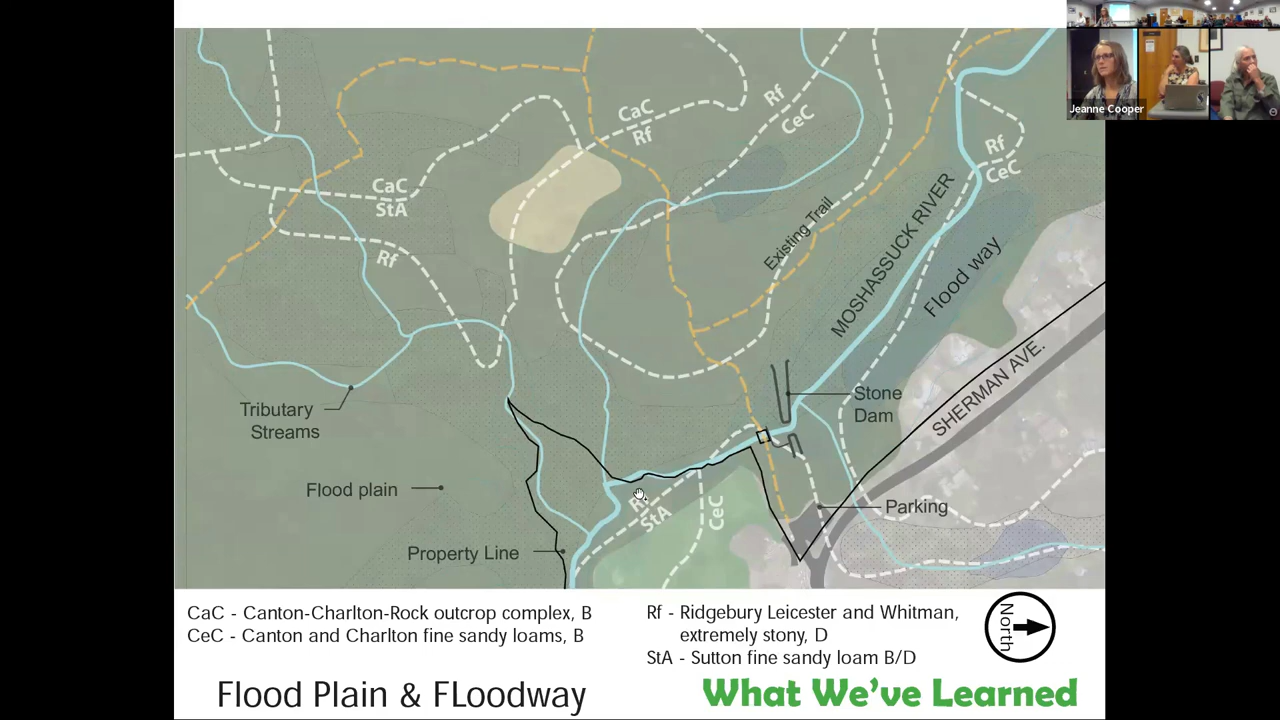 Jeanne Cooper
CaC
Rf
Rf
CeC
Rf
CeC
CaC
StA
Rf
Existing Trail
MOSHASSUCK RIVER
Flood way
SHERMAN AVE.
Stone
Dam
Tributary
Streams
Flood plain
Property Line
Rf
StA
CeC
Parking
CaC - Canton-Charlton-Rock outcrop complex, B
CeC - Canton and Charlton fine sandy loams, B
Rf - Ridgebury Leicester and Whitman,
extremely stony, D
StA - Sutton fine sandy loam B/D
North
Flood Plain & FLoodway
What We've Learned